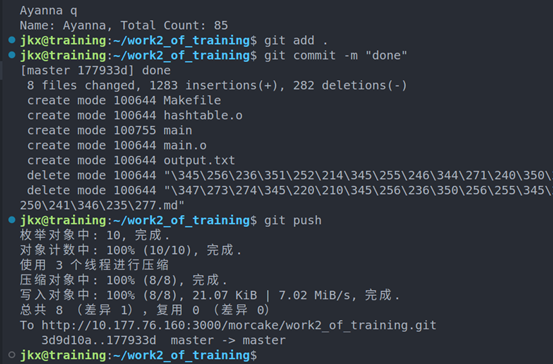 Ayanna q
Name: Ayanna, Total Count: 85
jkx@training:~/work2_of_training$ git add .
jkx@training:~/work2_of_training$ git commit -m "done"
[master 177933d] done
8 files changed, 1283 insertions(+), 282 deletions(-)
create mode 100644 Makefile
create mode 100644 hashtable.o
create mode 100755 main
create mode 100644 main.o
create mode 100644 output.txt
delete mode 100644 "\345\256\236\351\252\214\345\255\246\344\271\240\350\
delete mode 100644 "\347\273\274\345\220\210\345\256\236\350\256\255\345\
250\241\346\235\277.md"
jkx@training:~/work2_of_training$ git push
枚举对象中: 10, 完成.
对象计数中: 100% (10/10), 完成.
使用 3 个线程进行压缩
压缩对象中: 100% (8/8), 完成.
写入对象中: 100% (8/8), 21.07 KiB | 7.02 MiB/s, 完成.
总共 8 （差异 1），复用 0 （差异 0）
To http://10.177.76.160:3000/morcake/work2_of_training.git
3d9d10a..177933d  master -> master
jkx@training:~/work2_of_training$